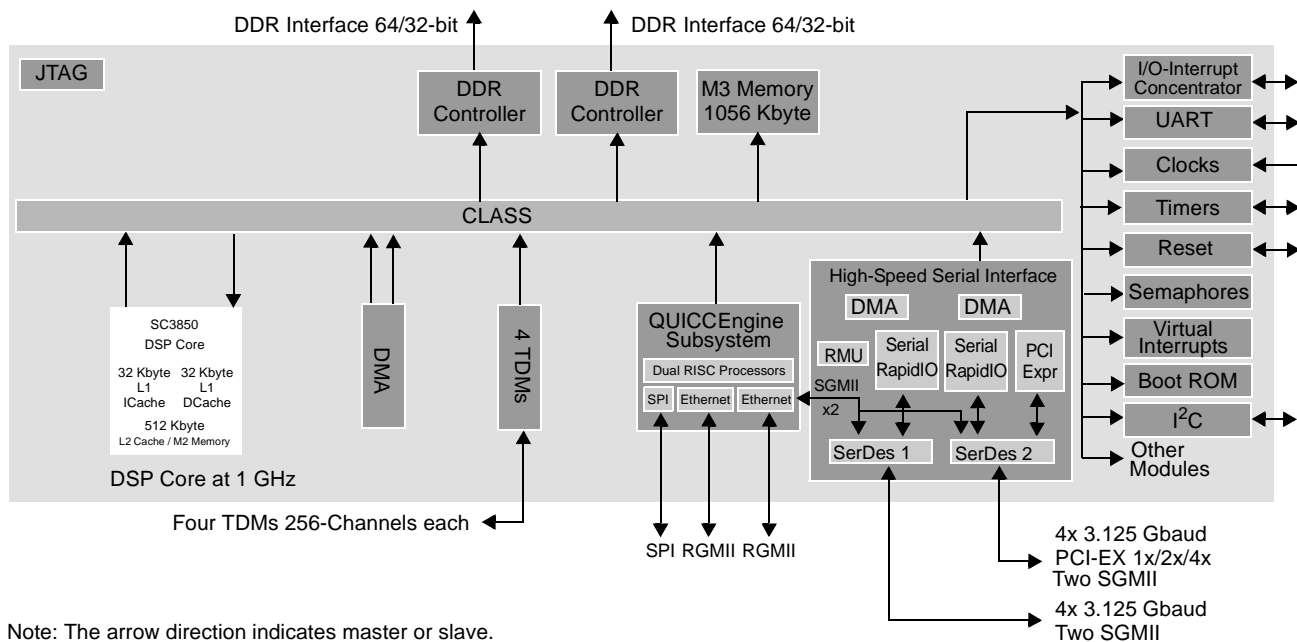 DDR Interface 64/32-bit
DDR Interface 64/32-bit
JTAG
DDR
Controller
DDR
Controller
M3 Memory
1056 Kbyte
I/O-Interrupt
Concentrator
UART
Clocks
Timers
Reset
Semaphores
Virtual
Interrupts
Boot ROM
I²C
Other
Modules
CLASS
SC3850
DSP Core
32 Kbyte 32 Kbyte
L1 L1
ICache DCache
512 Kbyte
L2 Cache / M2 Memory
DSP Core at 1 GHz
DMA
4 TDMs
Four TDMs 256-Channels each
QUICCEngine
Subsystem
Dual RISC Processors
SPI Ethernet Ethernet
SPI RGMII RGMII
High-Speed Serial Interface
DMA DMA
RMU
Serial
RapidIO
Serial
RapidIO
PCI
Expr
SGMII
x2
SerDes 1 SerDes 2
4x 3.125 Gbaud
PCI-EX 1x/2x/4x
Two SGMII
4x 3.125 Gbaud
Two SGMII
Note: The arrow direction indicates master or slave.